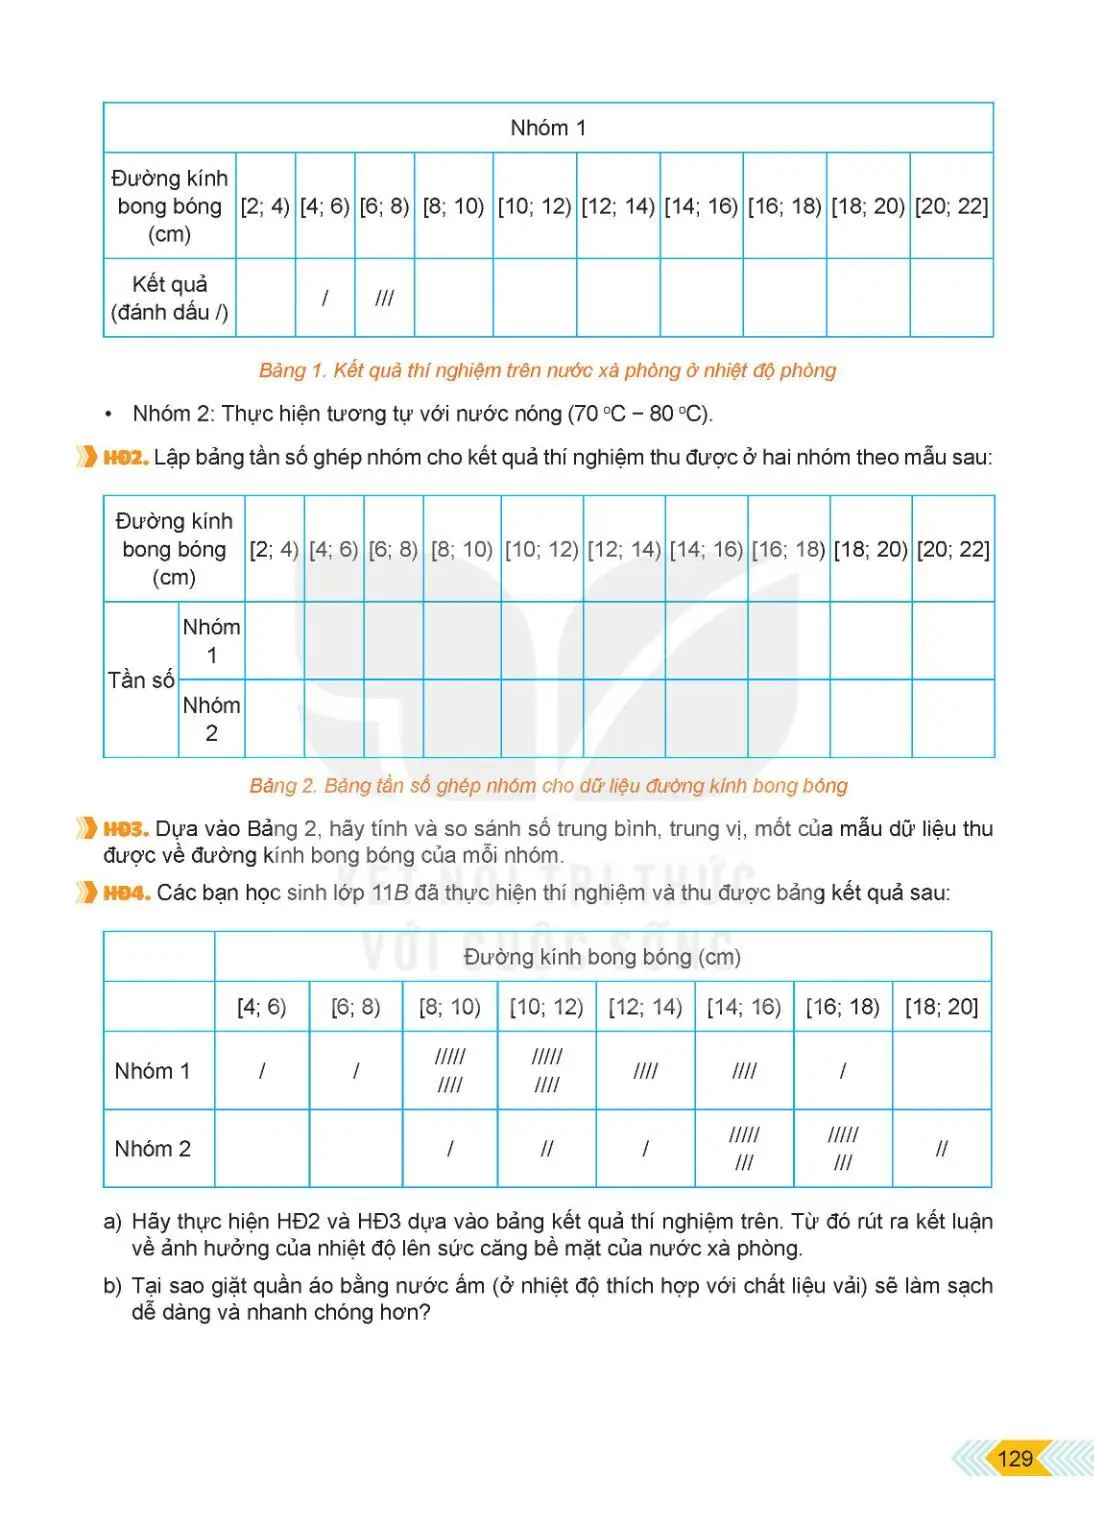 Nhóm 1
Đường kính
bong bóng
(cm)
[2; 4) [4; 6) [6; 8) [8; 10) [10; 12) [12; 14) [14; 16) [16; 18) [18; 20) [20; 22]
Kết quả
(đánh dấu /)
/ ///
Bảng 1. Kết quả thí nghiệm trên nước xà phòng ở nhiệt độ phòng
• Nhóm 2: Thực hiện tương tự với nước nóng (70 °C – 80 °C).
HĐ2. Lập bảng tần số ghép nhóm cho kết quả thí nghiệm thu được ở hai nhóm theo mẫu sau:
Đường kính
bong bóng
(cm)
[2; 4) [4; 6) [6; 8) [8; 10) [10; 12) [12; 14) [14; 16) [16; 18) [18; 20) [20; 22]
Tần số
Nhóm
1
Nhóm
2
Bảng 2. Bảng tần số ghép nhóm cho dữ liệu đường kính bong bóng
HĐ3. Dựa vào Bảng 2, hãy tính và so sánh số trung bình, trung vị, mốt của mẫu dữ liệu thu
được về đường kính bong bóng của mỗi nhóm.
KẾT NỐI TRI THỨC
HĐ4. Các bạn học sinh lớp 11B đã thực hiện thí nghiệm và thu được bảng kết quả sau:
VỚI CUỘC SỐNG
Đường kính bong bóng (cm)
[4; 6) [6; 8) [8; 10) [10; 12) [12; 14) [14; 16) [16; 18) [18; 20]
Nhóm 1 / / ///// //// ///// //// //// //// /
Nhóm 2 / // / ///// /// ///// /// //
a) Hãy thực hiện HĐ2 và HĐ3 dựa vào bảng kết quả thí nghiệm trên. Từ đó rút ra kết luận
về ảnh hưởng của nhiệt độ lên sức căng bề mặt của nước xà phòng.
b) Tại sao giặt quần áo bằng nước ấm (ở nhiệt độ thích hợp với chất liệu vải) sẽ làm sạch
dễ dàng và nhanh chóng hơn?
129